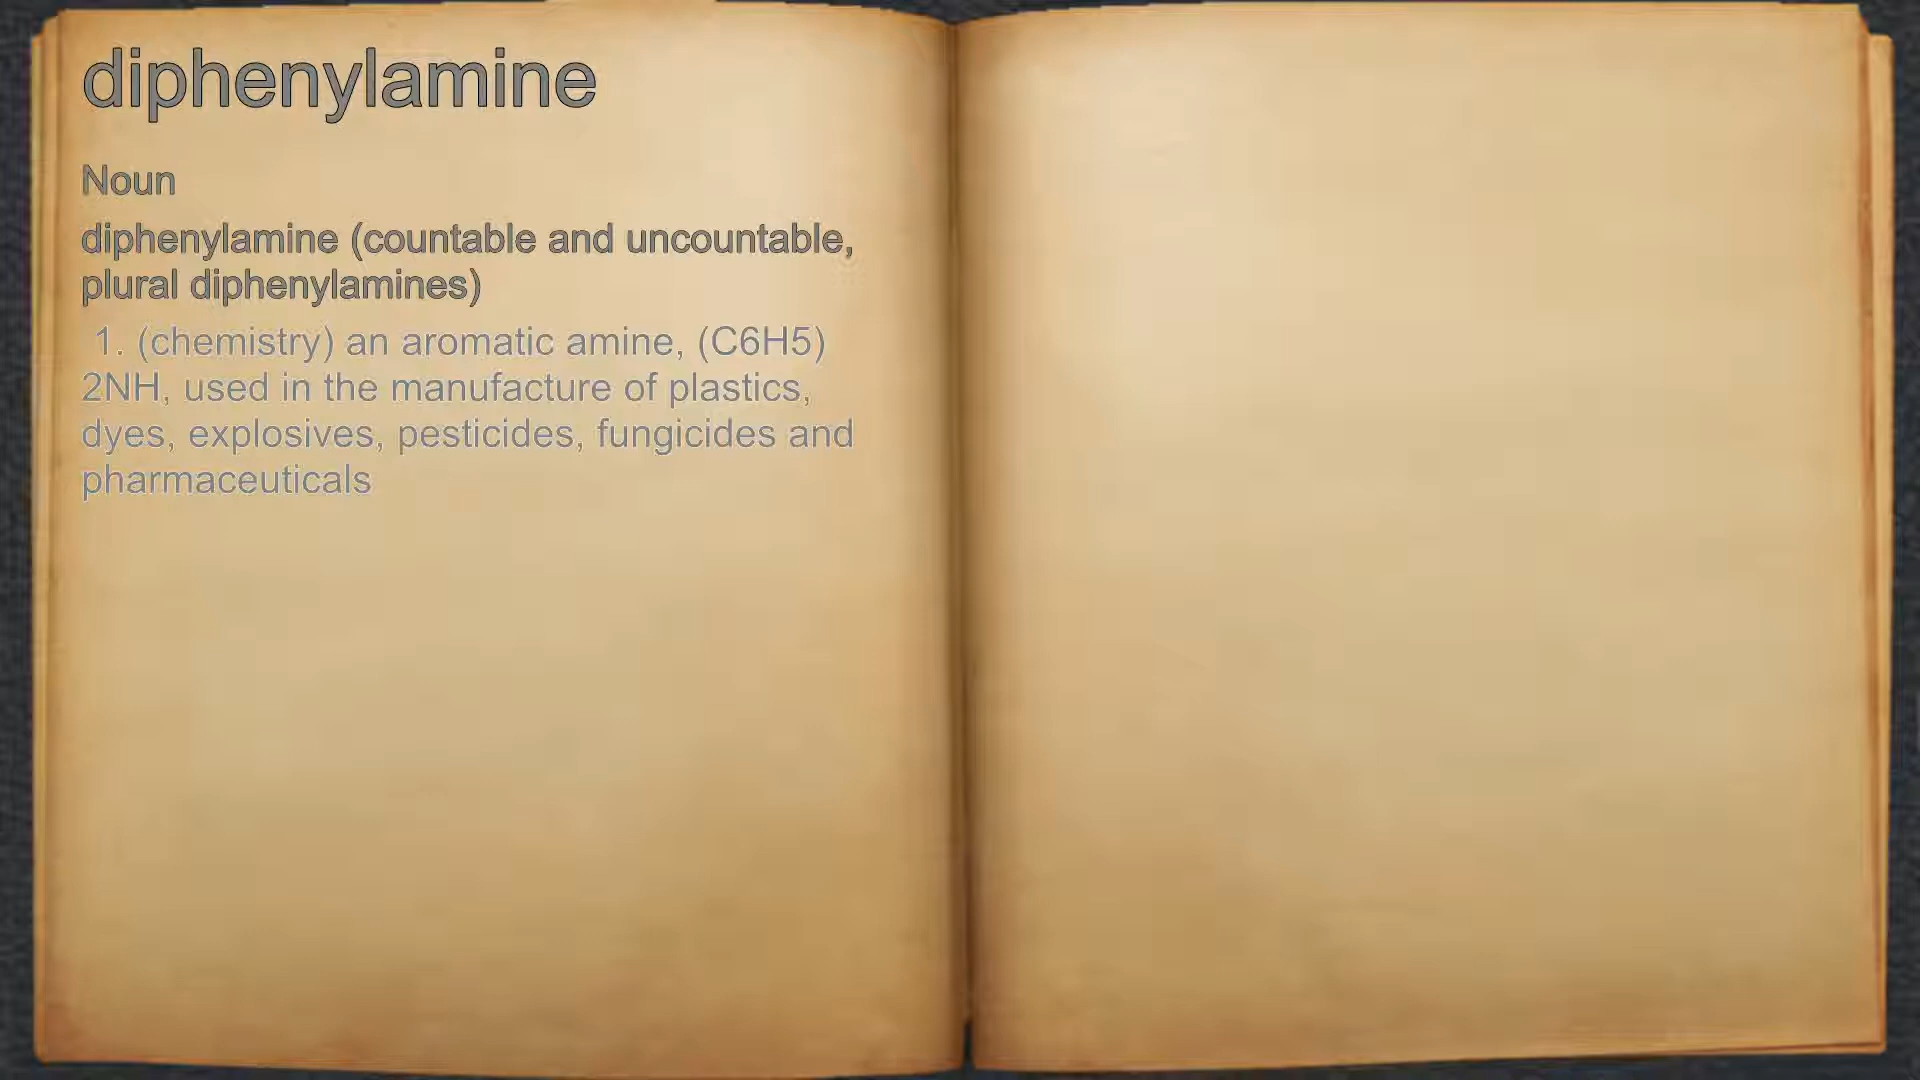 diphenylamine
Noun
diphenylamine (countable and uncountable,
plural diphenylamines)
1. (chemistry) an aromatic amine, (C6H5)
2NH, used in the manufacture of plastics,
dyes, explosives, pesticides, fungicides and
pharmaceuticals